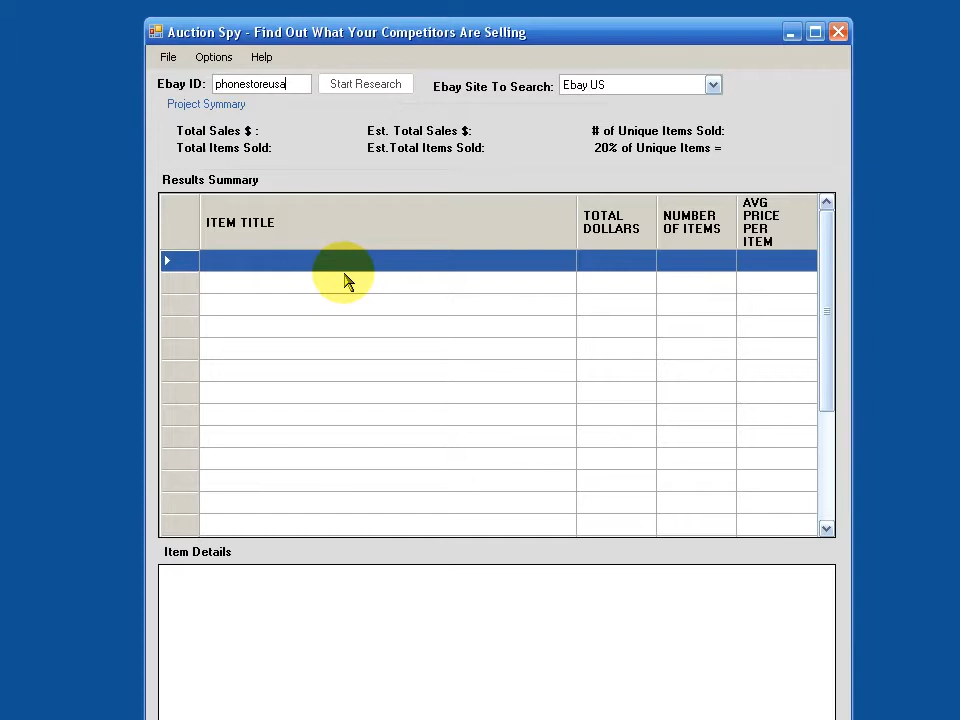 Auction Spy - Find Out What Your Competitors Are Selling
File Options Help
Ebay ID: phonestoreusa Start Research Ebay Site To Search: Ebay US
Project Summary
Total Sales $ : Est. Total Sales $: # of Unique Items Sold:
Total Items Sold: Est.Total Items Sold: 20% of Unique Items =
Results Summary
ITEM TITLE TOTAL DOLLARS NUMBER OF ITEMS AVG PRICE PER ITEM
Item Details